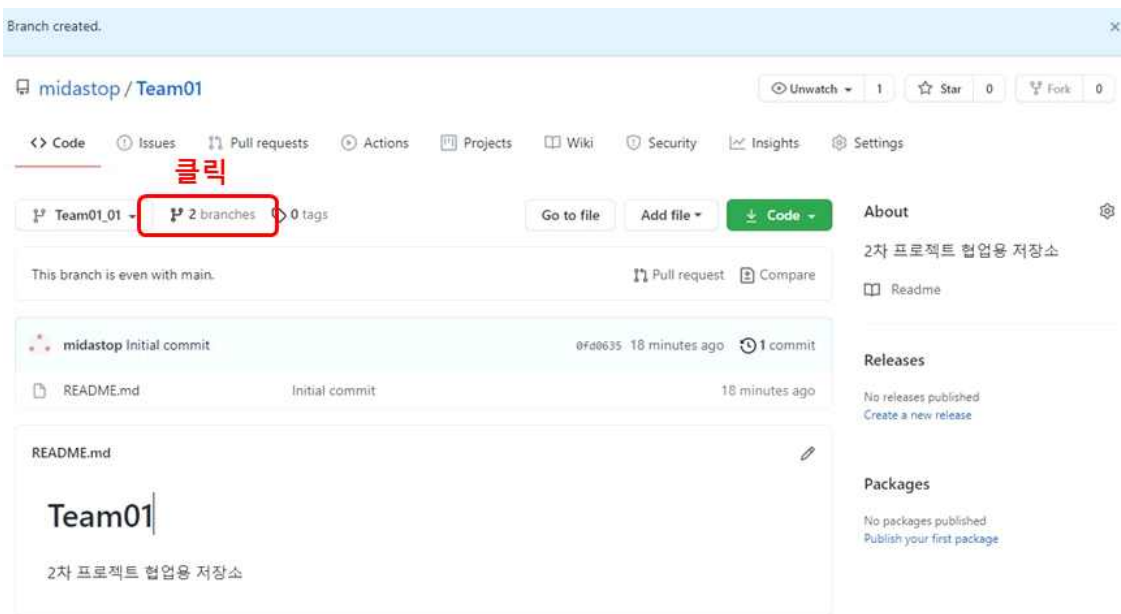 Branch created. ×
midastop / Team01
Unwatch 1 Star 0 Fork 0
<> Code Issues Pull requests Actions Projects Wiki Security Insights Settings
클릭
Team01_01 2 branches 0 tags Go to file Add file Code
This branch is even with main. Pull request Compare
midastop Initial commit 0fd0635 18 minutes ago 1 commit
README.md Initial commit 18 minutes ago
README.md
Team01
2차 프로젝트 협업용 저장소
About
2차 프로젝트 협업용 저장소
Readme
Releases
No releases published
Create a new release
Packages
No packages published
Publish your first package